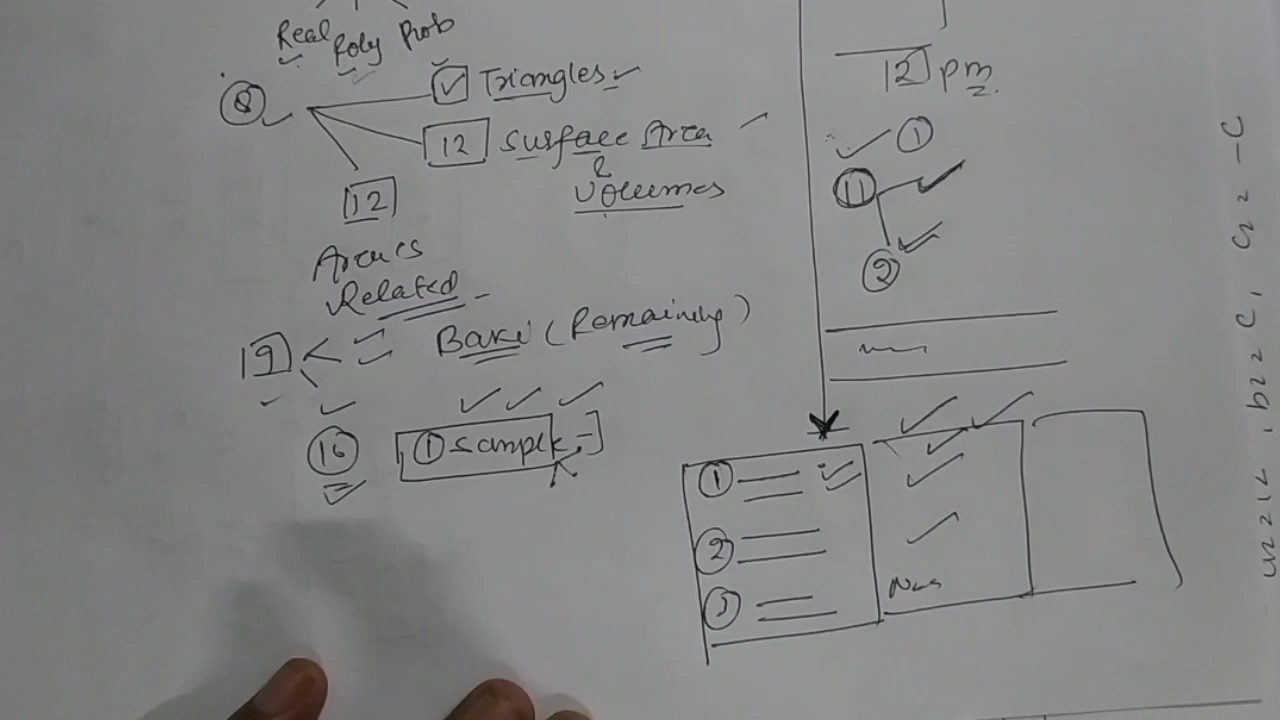 Real Poly Prob
8 Triangles
12 Surface Area
&
Volumes
12
Areas
Related
19 Baki (Remaining)
16 1 Sample
12 pm
1
11
2
1
2
3